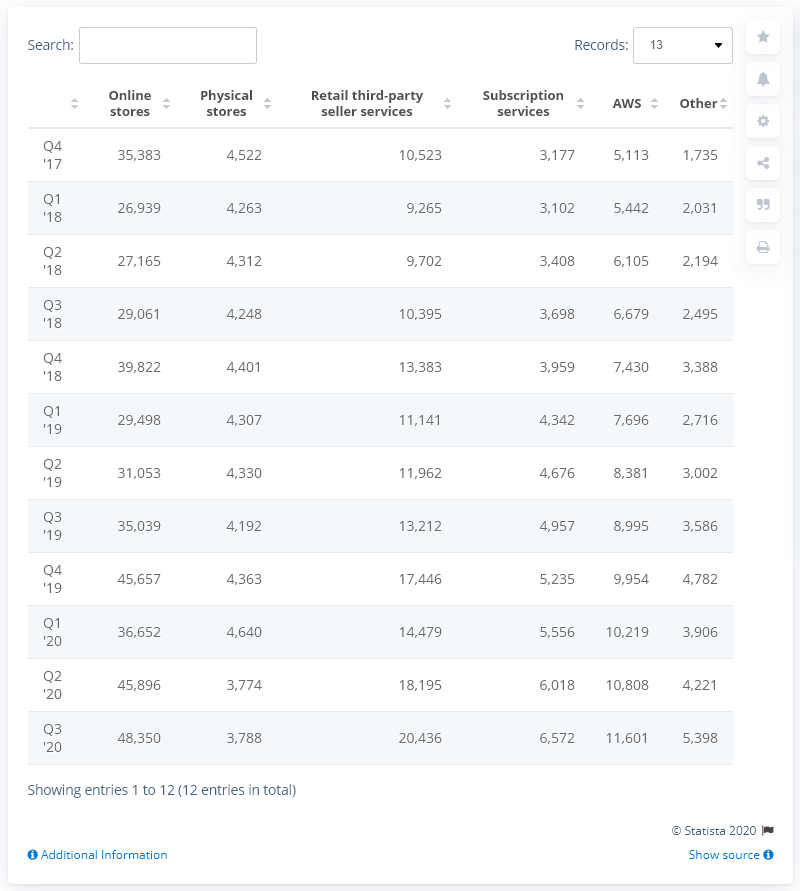 Search:
Records: 13
Online stores Physical stores Retail third-party seller services Subscription services AWS Other
Q4 '17 35,383 4,522 10,523 3,177 5,113 1,735
Q1 '18 26,939 4,263 9,265 3,102 5,442 2,031
Q2 '18 27,165 4,312 9,702 3,408 6,105 2,194
Q3 '18 29,061 4,248 10,395 3,698 6,679 2,495
Q4 '18 39,822 4,401 13,383 3,959 7,430 3,388
Q1 '19 29,498 4,307 11,141 4,342 7,696 2,716
Q2 '19 31,053 4,330 11,962 4,676 8,381 3,002
Q3 '19 35,039 4,192 13,212 4,957 8,995 3,586
Q4 '19 45,657 4,363 17,446 5,235 9,954 4,782
Q1 '20 36,652 4,640 14,479 5,556 10,219 3,906
Q2 '20 45,896 3,774 18,195 6,018 10,808 4,221
Q3 '20 48,350 3,788 20,436 6,572 11,601 5,398
Showing entries 1 to 12 (12 entries in total)
© Statista 2020
Additional Information
Show source